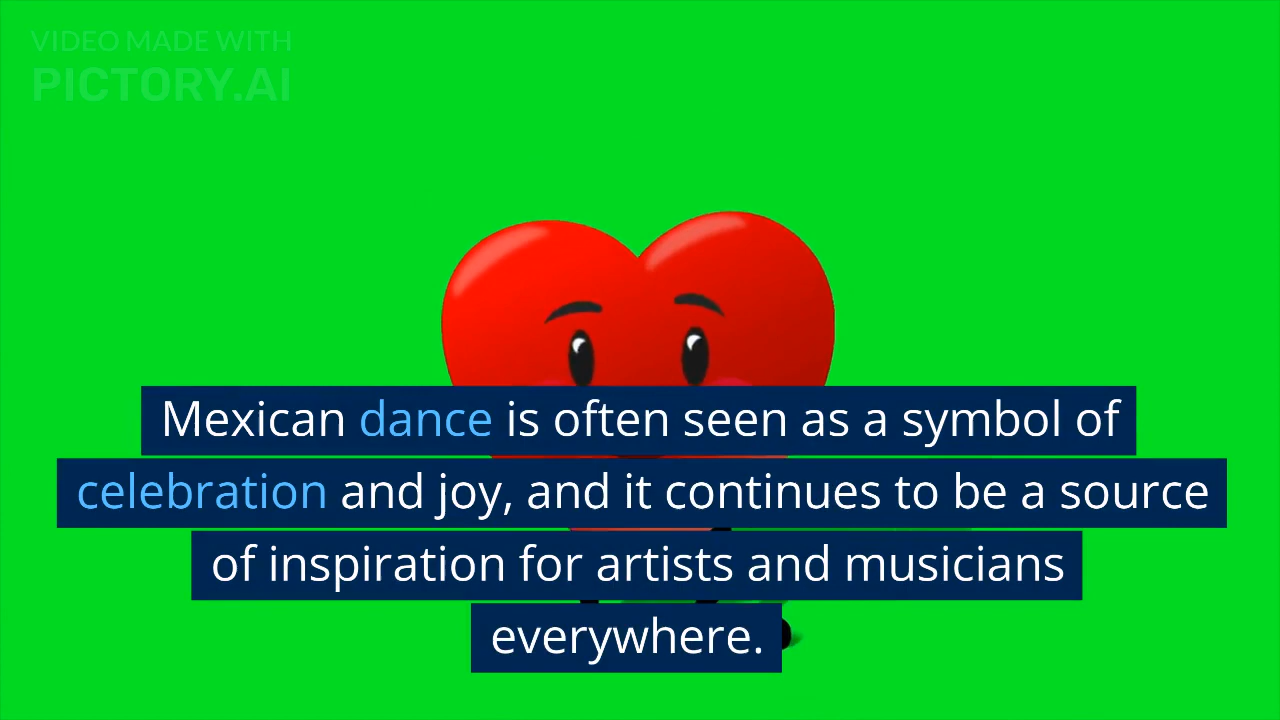 VIDEO MADE WITH
PICTORY.AI
Mexican dance is often seen as a symbol of
celebration and joy, and it continues to be a source
of inspiration for artists and musicians
everywhere.